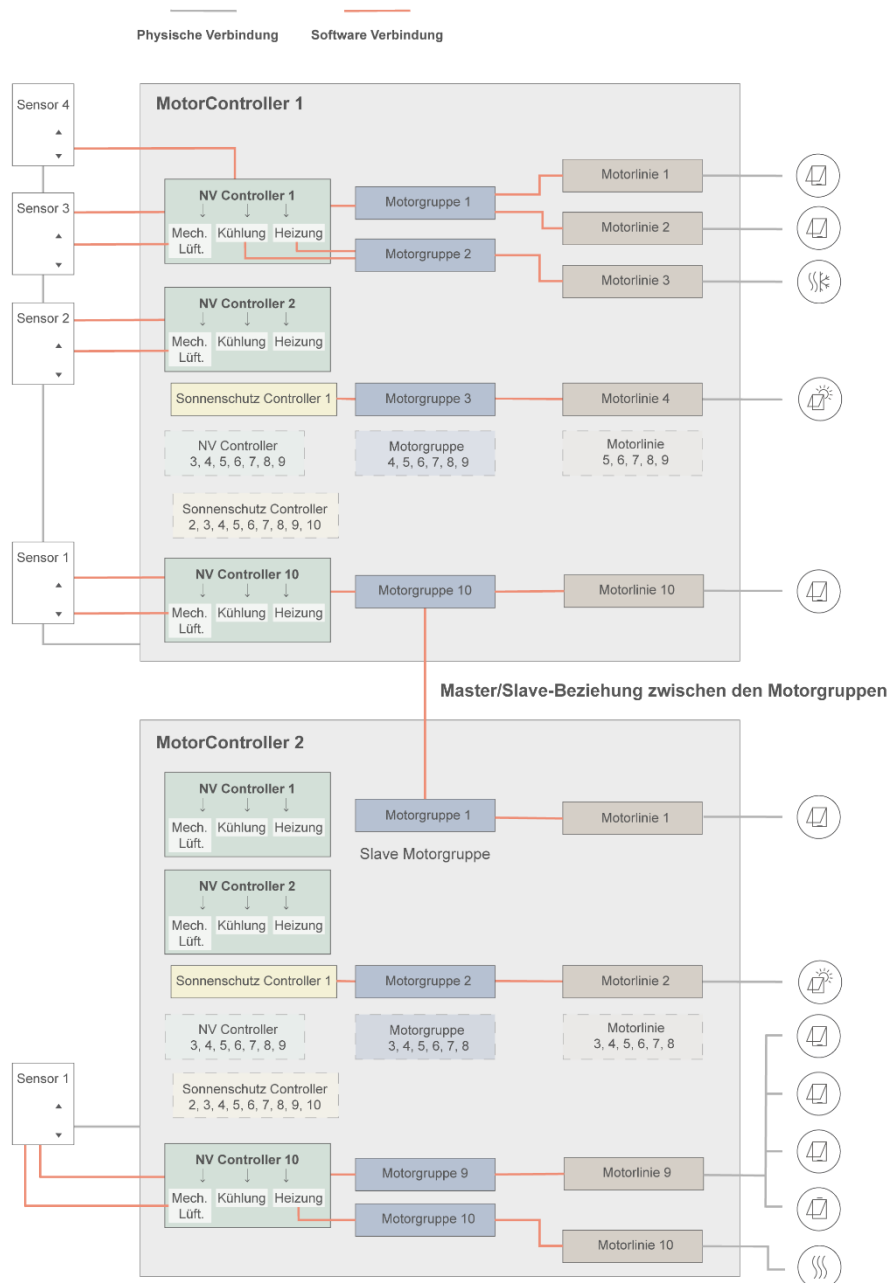 Physische Verbindung
Software Verbindung
MotorController 1
Sensor 4
Sensor 3
Sensor 2
Sensor 1
NV Controller 1
Mech. Kühlung Heizung
Lüft.
Motorgruppe 1
Motorgruppe 2
Motorlinie 1
Motorlinie 2
Motorlinie 3
NV Controller 2
Mech. Kühlung Heizung
Lüft.
Sonnenschutz Controller 1
Motorgruppe 3
Motorlinie 4
NV Controller
3, 4, 5, 6, 7, 8, 9
Motorgruppe
4, 5, 6, 7, 8, 9
Motorlinie
5, 6, 7, 8, 9
Sonnenschutz Controller
2, 3, 4, 5, 6, 7, 8, 9, 10
NV Controller 10
Mech. Kühlung Heizung
Lüft.
Motorgruppe 10
Motorlinie 10
Master/Slave-Beziehung zwischen den Motorgruppen
MotorController 2
NV Controller 1
Mech. Kühlung Heizung
Lüft.
Motorgruppe 1
Slave Motorgruppe
Motorlinie 1
NV Controller 2
Mech. Kühlung Heizung
Lüft.
Sonnenschutz Controller 1
Motorgruppe 2
Motorlinie 2
NV Controller
3, 4, 5, 6, 7, 8, 9
Motorgruppe
3, 4, 5, 6, 7, 8
Motorlinie
3, 4, 5, 6, 7, 8
Sonnenschutz Controller
2, 3, 4, 5, 6, 7, 8, 9, 10
Sensor 1
NV Controller 10
Mech. Kühlung Heizung
Lüft.
Motorgruppe 9
Motorgruppe 10
Motorlinie 9
Motorlinie 10